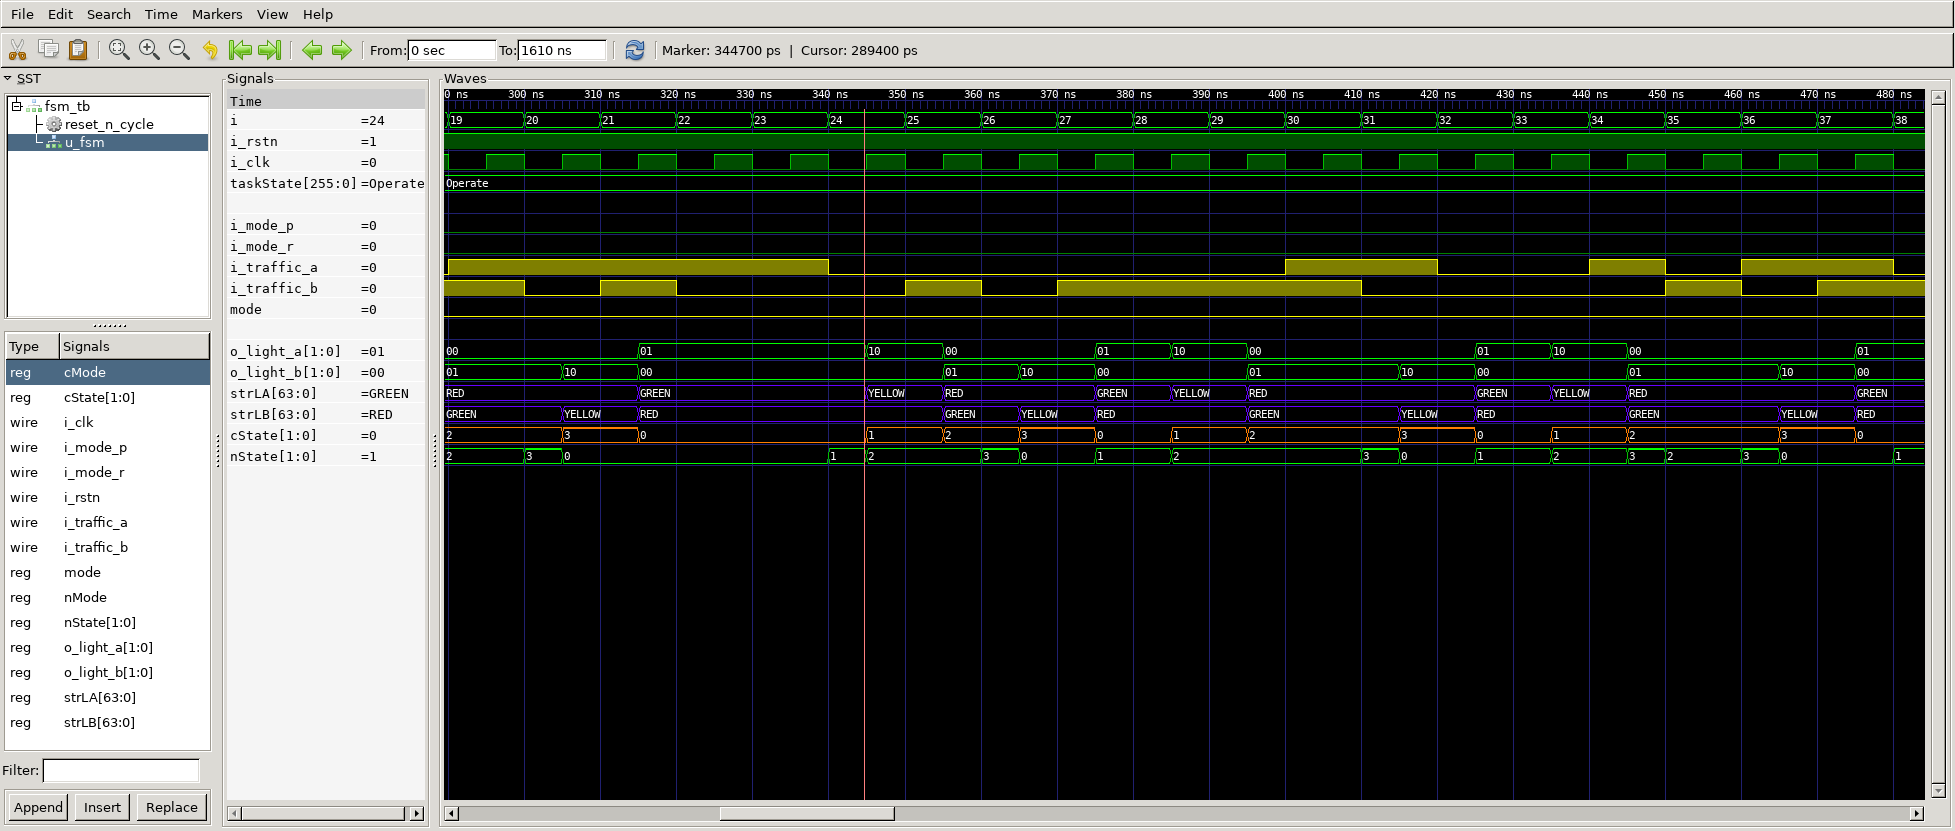 File Edit Search Time Markers View Help
From: 0 sec To: 1610 ns Marker: 344700 ps | Cursor: 289400 ps
SST
fsm_tb
reset_n_cycle
u_fsm
Type Signals
reg cMode
reg cState[1:0]
wire i_clk
wire i_mode_p
wire i_mode_r
wire i_rstn
wire i_traffic_a
wire i_traffic_b
reg mode
reg nMode
reg nState[1:0]
reg o_light_a[1:0]
reg o_light_b[1:0]
reg strLA[63:0]
reg strLB[63:0]
Filter:
Append Insert Replace
Signals
Time
i =24
i_rstn =1
i_clk =0
taskState[255:0] =Operate
i_mode_p =0
i_mode_r =0
i_traffic_a =0
i_traffic_b =0
mode =0
o_light_a[1:0] =01
o_light_b[1:0] =00
strLA[63:0] =GREEN
strLB[63:0] =RED
cState[1:0] =0
nState[1:0] =1
Waves
0 ns 300 ns 310 ns 320 ns 330 ns 340 ns 350 ns 360 ns 370 ns 380 ns 390 ns 400 ns 410 ns 420 ns 430 ns 440 ns 450 ns 460 ns 470 ns 480 ns
19 20 21 22 23 24 25 26 27 28 29 30 31 32 33 34 35 36 37 38
Operate
00 01 10 00 01 10 00 01 10 00 01
01 10 00 01 10 00 01 10 00 01 10 00
RED GREEN YELLOW RED GREEN YELLOW RED GREEN YELLOW RED GREEN
GREEN YELLOW RED GREEN YELLOW RED GREEN YELLOW RED GREEN YELLOW RED
2 3 0 1 2 3 0 1 2 3 0 1 2 3 0
2 3 0 1 2 3 0 1 2 3 0 1 2 3 2 3 0 1